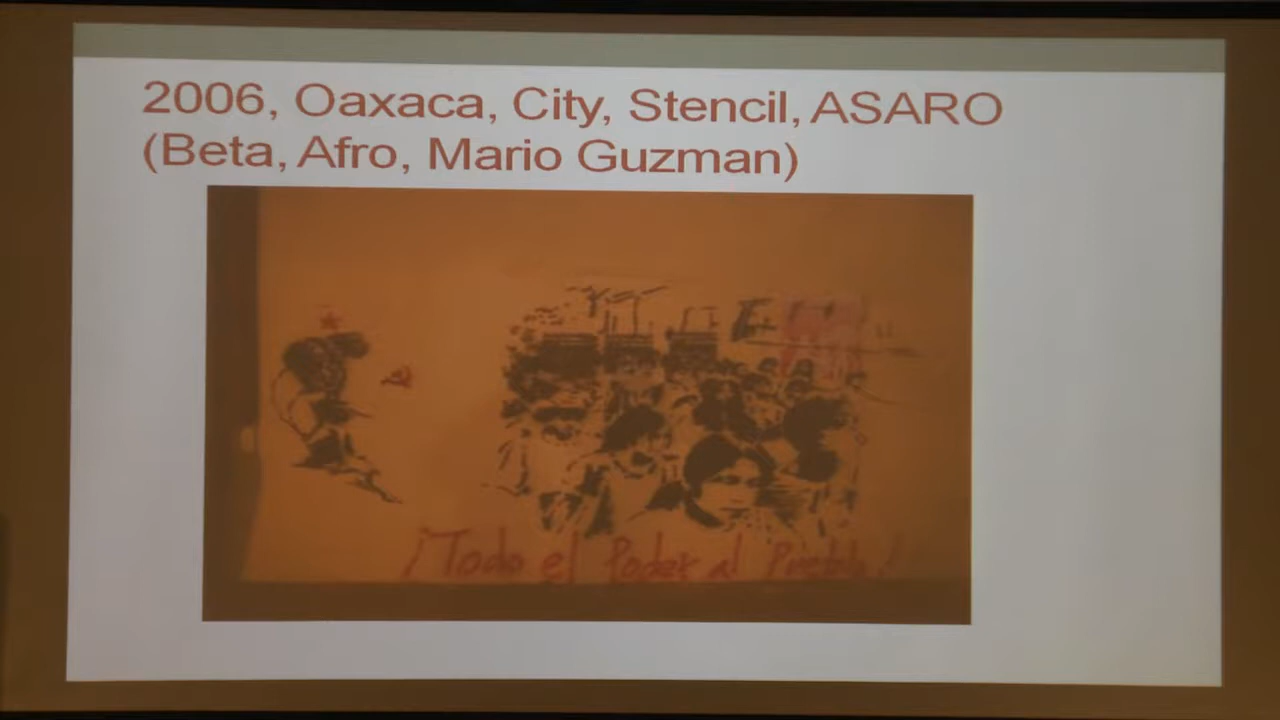 2006, Oaxaca, City, Stencil, ASARO
(Beta, Afro, Mario Guzman)
¡Todo el Poder al Pueblo!